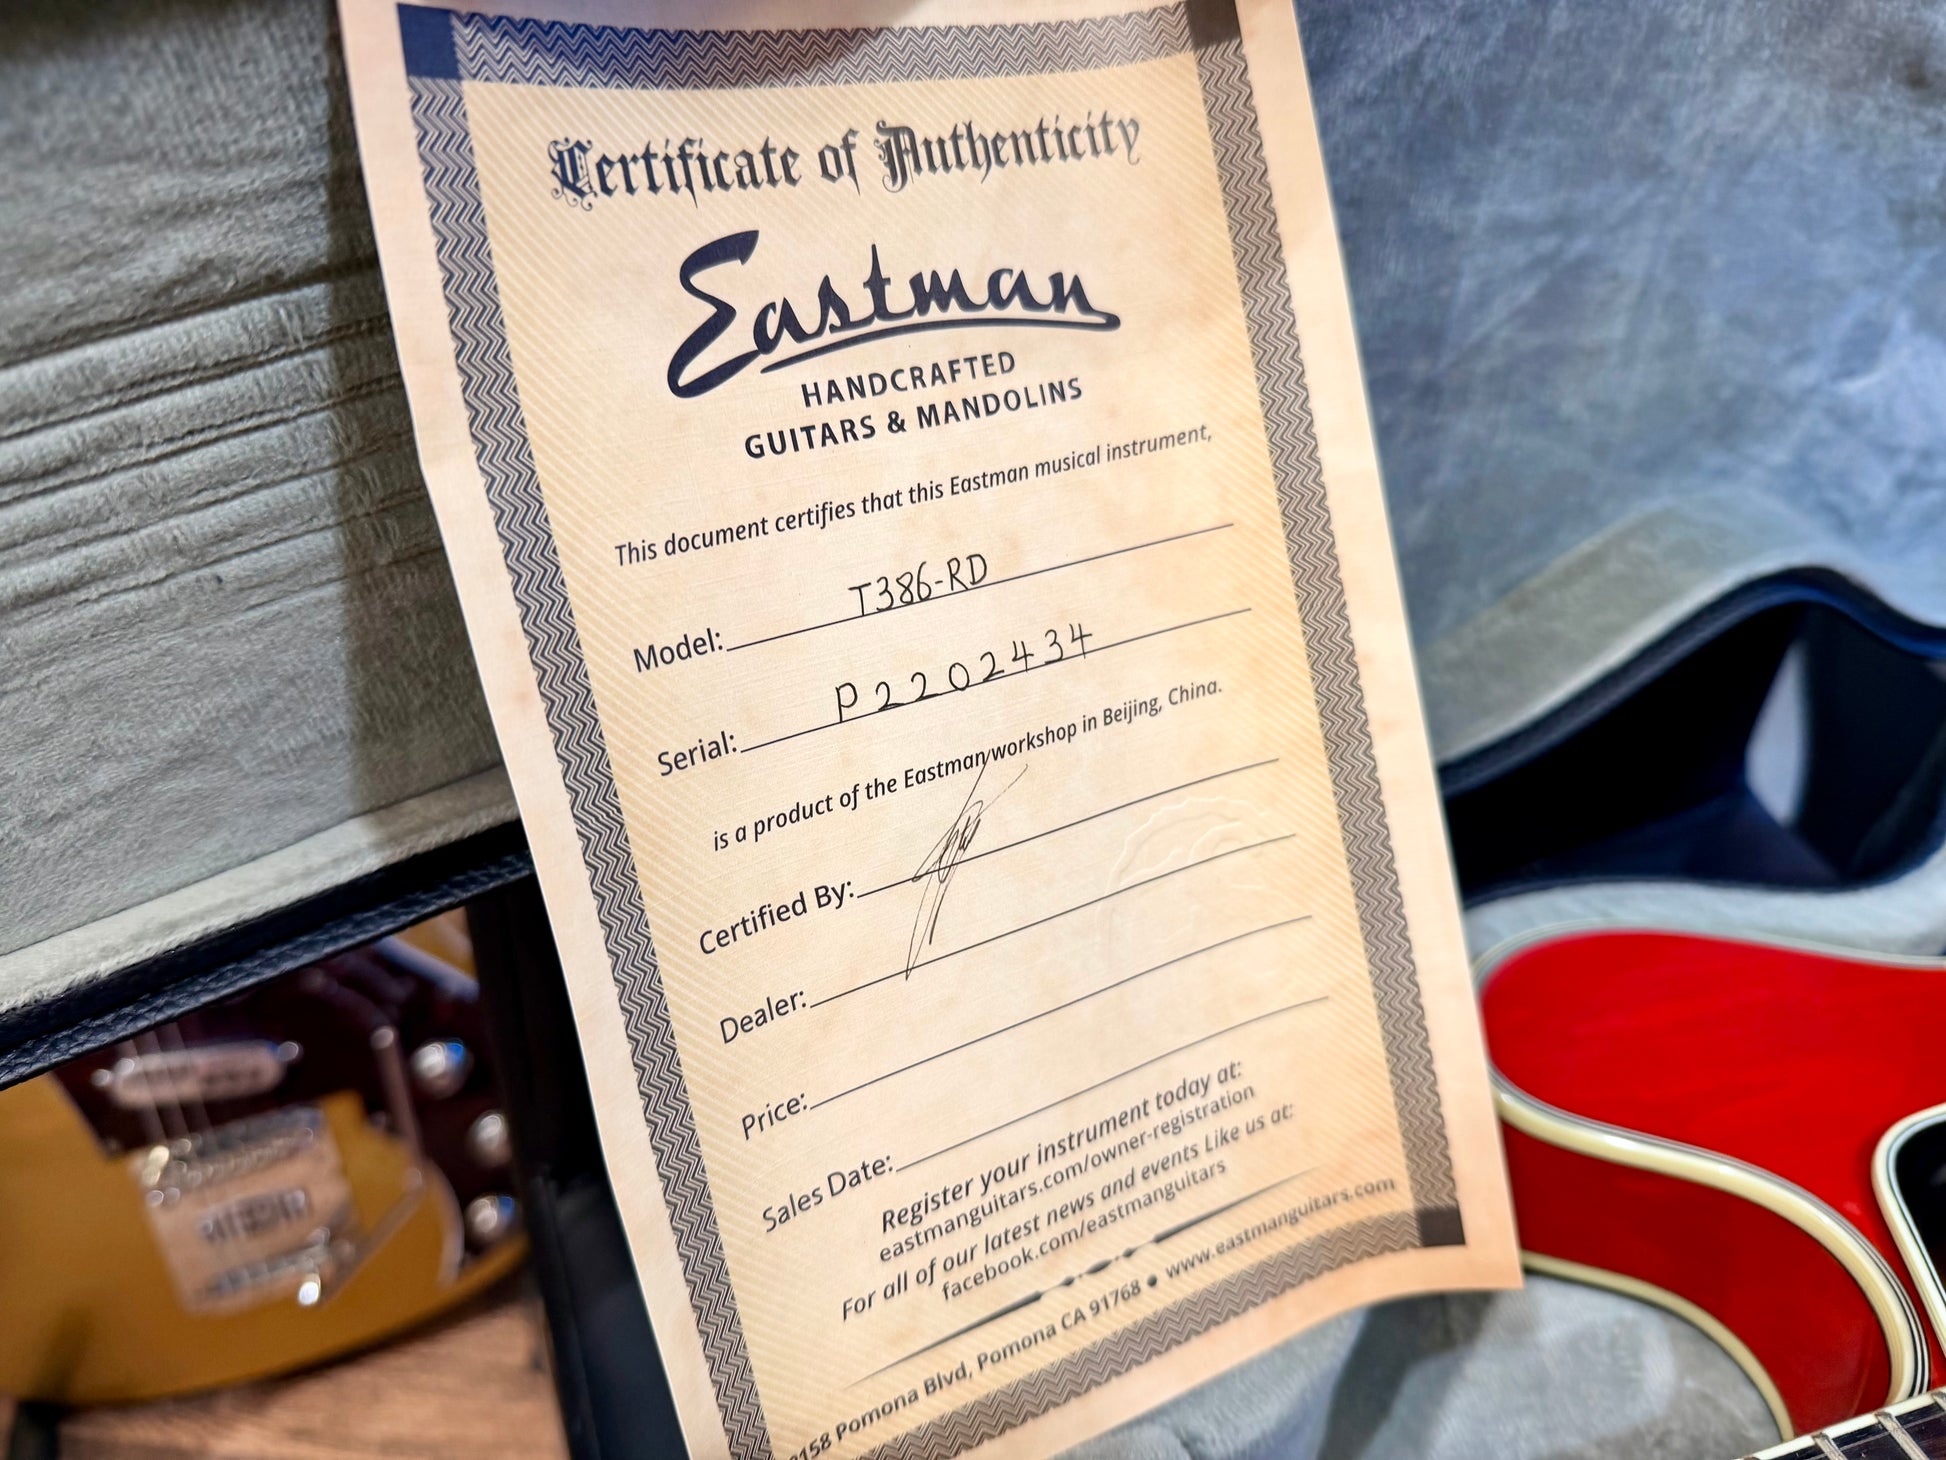 Certificate of Authenticity
Eastman
HANDCRAFTED
GUITARS & MANDOLINS
This document certifies that this Eastman musical instrument,
Model: T386-RD
Serial: P2202434
is a product of the Eastman workshop in Beijing, China.
Certified By:
Dealer:
Price:
Sales Date:
Register your instrument today at:
eastmanguitars.com/owner-registration
For all of our latest news and events Like us at:
facebook.com/eastmanguitars
2158 Pomona Blvd, Pomona CA 91768 ● www.eastmanguitars.com